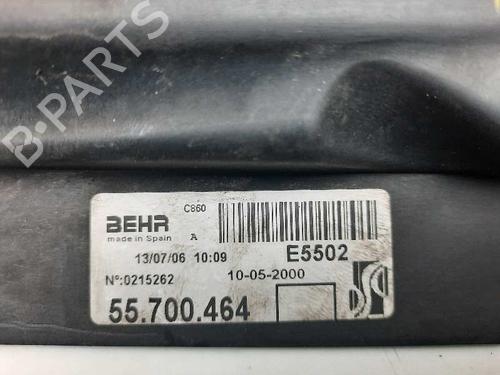 B-PARTS
C860
BEHR
made in Spain A
13/07/06 10:09 E5502
Nº:0215262 10-05-2000
55.700.464